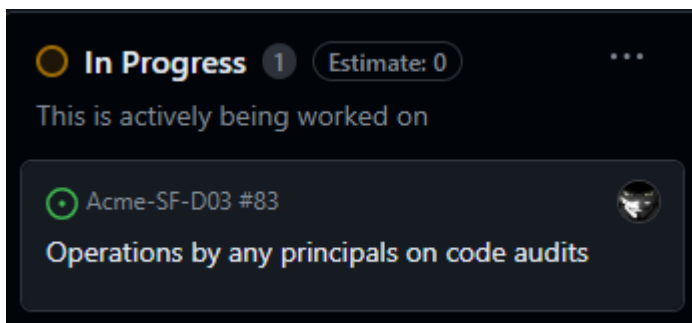 In Progress 1 Estimate: 0
This is actively being worked on
Acme-SF-D03 #83
Operations by any principals on code audits